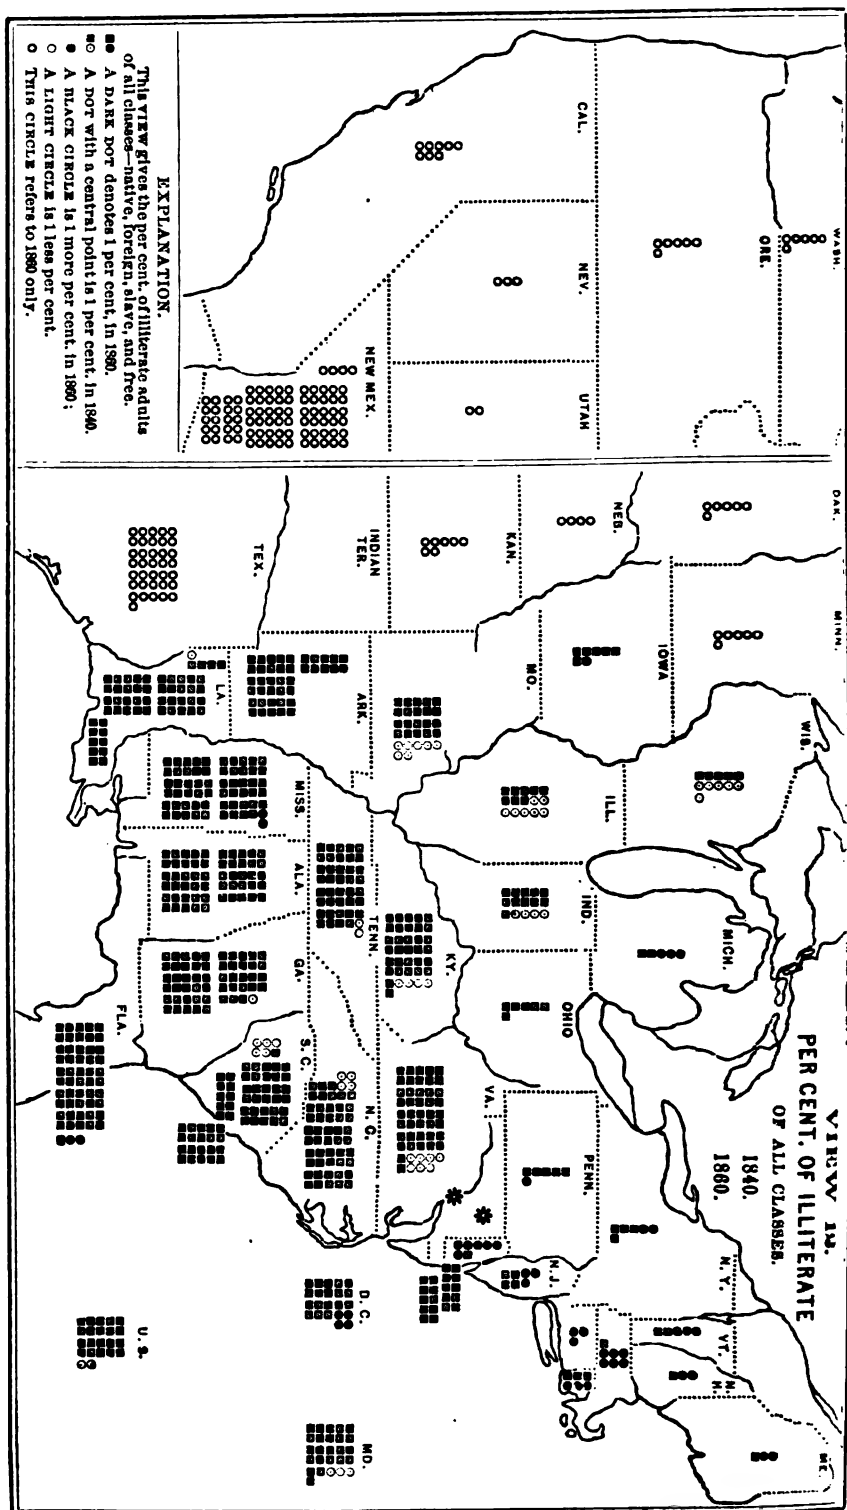 VIEW 12.
PER CENT. OF ILLITERATE
OF ALL CLASSES.
1840.
1860.
WASH.
ORE.
CAL.
NEV.
UTAH
NEW MEX.
EXPLANATION.
This VIEW gives the per cent. of illiterate adults
of all classes—native, foreign, slave, and free.
A DARK DOT denotes 1 per cent, in 1860.
A DOT with a central point is 1 per cent. in 1840.
A BLACK CIRCLE is 1 more per cent. in 1860;
A LIGHT CIRCLE is 1 less per cent.
THIS CIRCLE refers to 1860 only.
DAK.
MINN.
WIS.
NEB.
IOWA
KAN.
MO.
ILL.
IND.
MICH.
OHIO
INDIAN
TER.
ARK.
TEX.
LA.
MISS.
ALA.
TENN.
KY.
GA.
FLA.
S.C.
N.C.
VA.
PENN.
N.J.
N.Y.
VT.
N.
H.
ME.
D.C.
MD.
U.S.